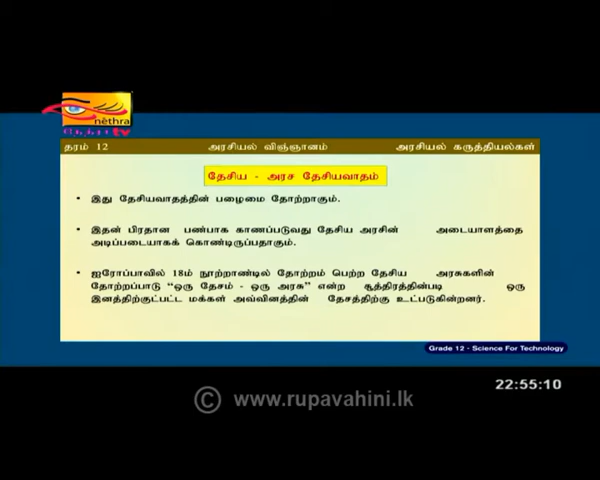 nēthra
நேத்ரா tv
தரம் 12 அரசியல் விஞ்ஞானம் அரசியல் கருத்தியல்கள்
தேசிய - அரச தேசியவாதம்
• இது தேசியவாதத்தின் பழைமை தோற்றாகும்.
• இதன் பிரதான பண்பாக காணப்படுவது தேசிய அரசின் அடையாளத்தை
அடிப்படையாகக் கொண்டிருப்பதாகும்.
• ஐரோப்பாவில் 18ம் நூற்றாண்டில் தோற்றம் பெற்ற தேசிய அரசுகளின்
தோற்றப்பாடு “ஒரு தேசம் - ஒரு அரசு” என்ற சூத்திரத்தின்படி ஒரு
இனத்திற்குட்பட்ட மக்கள் அவ்வினத்தின் தேசத்திற்கு உட்படுகின்றனர்.
Grade 12 - Science For Technology
22:55:10
© www.rupavahini.lk